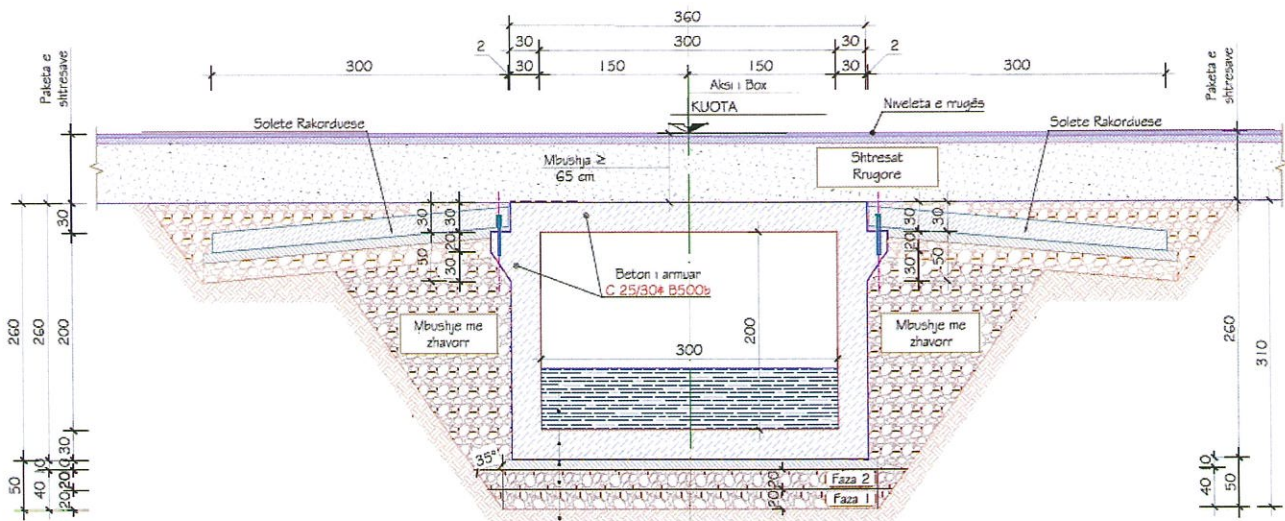 360
2
30
300
30
2
Paketa e
shtresave
300
30
150
150
30
300
Paketa e
shtresave
Aksi i Box
KUOTA
Niveleta e rrugës
Solete Rakorduese
Solete Rakorduese
Mbushja ≥
65 cm
Shtresat
Rrugore
30
30
30
20
50
30
30
30
20
50
30
Beton i armuar
C 25/30# B500b
Mbushje me
zhavorr
Mbushje me
zhavorr
200
300
260
260
200
260
310
35°
30
10
20
20
40
50
20
20
Faza 2
Faza 1
10
40
50